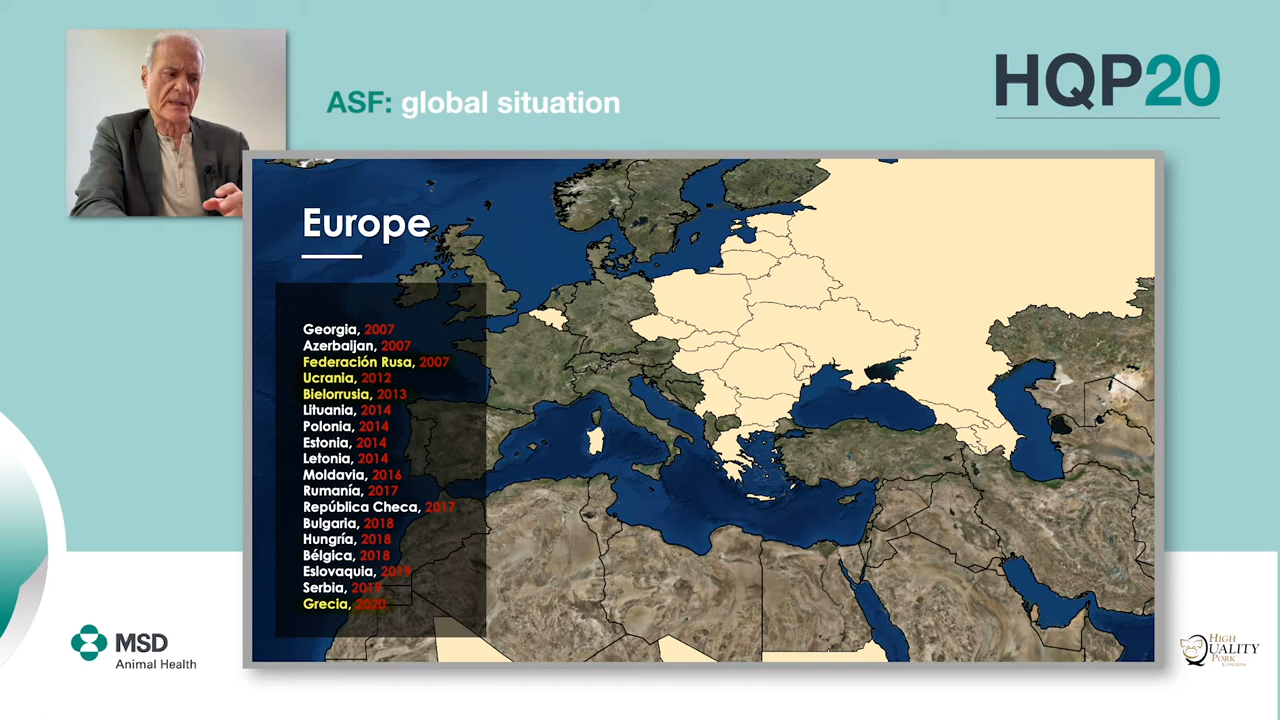 ASF: global situation
HQP20
Europe
Georgia, 2007
Azerbaijan, 2007
Federación Rusa, 2007
Ucrania, 2012
Bielorrusia, 2013
Lituania, 2014
Polonia, 2014
Estonia, 2014
Letonia, 2014
Moldavia, 2016
Rumanía, 2017
República Checa, 2017
Bulgaria, 2018
Hungría, 2018
Bélgica, 2018
Eslovaquia, 2019
Serbia, 2019
Grecia, 2020
MSD
Animal Health
HIGH
QUALITY
PORK
CONGRESS